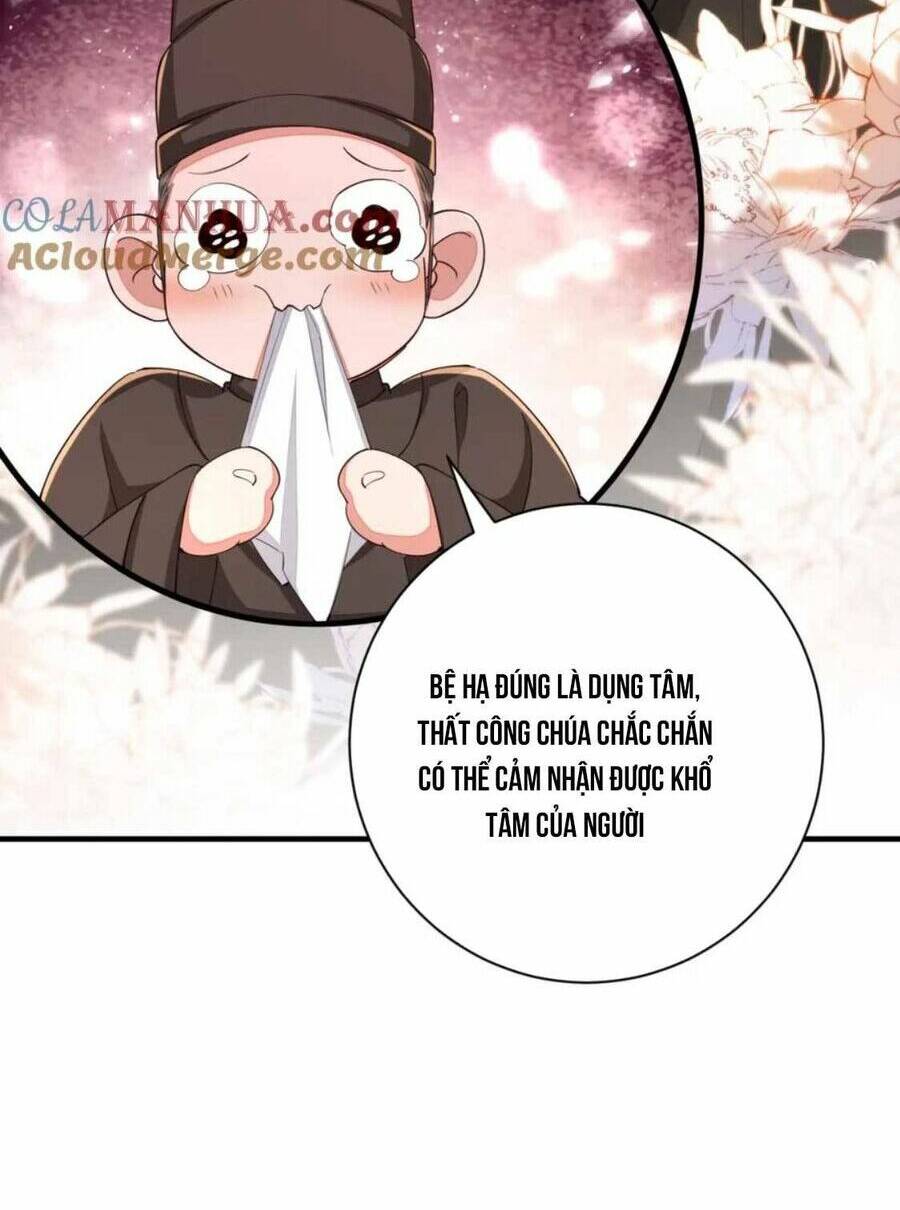 COLAMANHUA.com
ACloudMerge.com
BỆ HẠ ĐÚNG LÀ DỤNG TÂM,
THẤT CÔNG CHÚA CHẮC CHẮN
CÓ THỂ CẢM NHẬN ĐƯỢC KHỔ
TÂM CỦA NGƯỜI